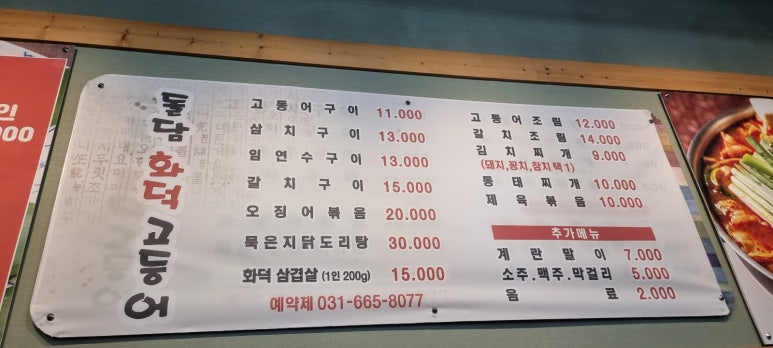 인
000
돌담 화덕 고등어
고등어구이 11.000
삼치구이 13.000
임연수구이 13.000
갈치구이 15.000
오징어볶음 20.000
묵은지닭도리탕 30.000
화덕 삼겹살 (1인 200g) 15.000
예약제 031-665-8077
고등어조림 12.000
갈치조림 14.000
김치찌개 9.000
(돼지,꽁치,참치 택1)
동태찌개 10.000
제육볶음 10.000
추가메뉴
계란말이 7.000
소주.맥주.막걸리 5.000
음료 2.000